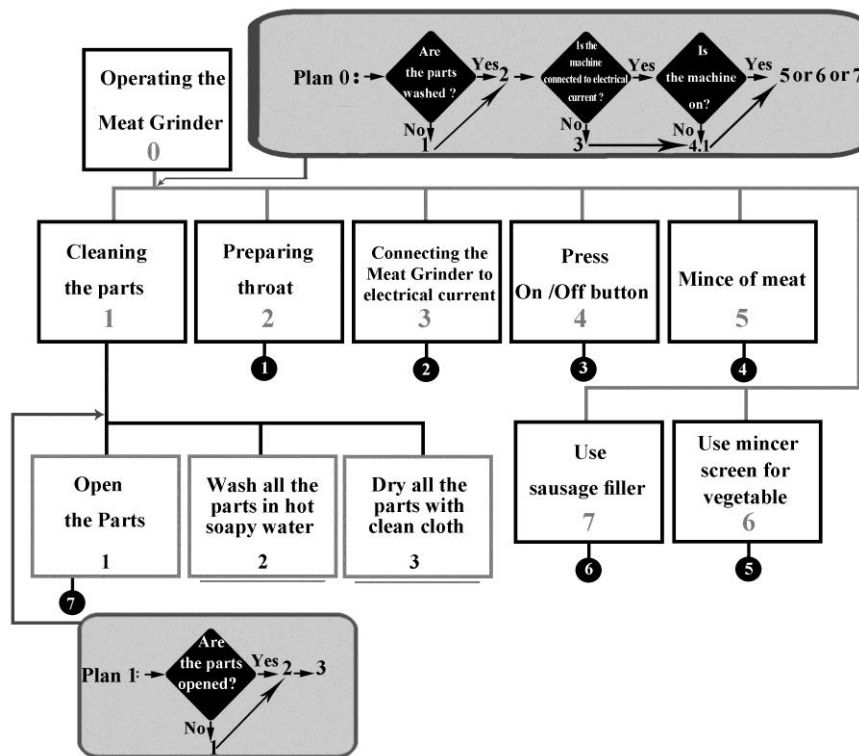 Operating the
Meat Grinder
0
Plan 0:
Are
the parts
washed ?
Yes
2
No
1
Is the
machine
connected to electrical
current ?
Yes
No
3
Is
the machine
on?
Yes
No
4.1
5 or 6 or 7
Cleaning
the parts
1
Preparing
throat
2
Connecting the
Meat Grinder to
electrical current
3
Press
On /Off button
4
Mince of meat
5
1
2
3
4
Open
the Parts
1
Wash all the
parts in hot
soapy water
2
Dry all the
parts with
clean cloth
3
Use
sausage filler
7
Use mincer
screen for
vegetable
6
7
6
5
Plan 1:
Are
the parts
opened?
Yes
2
3
No
1